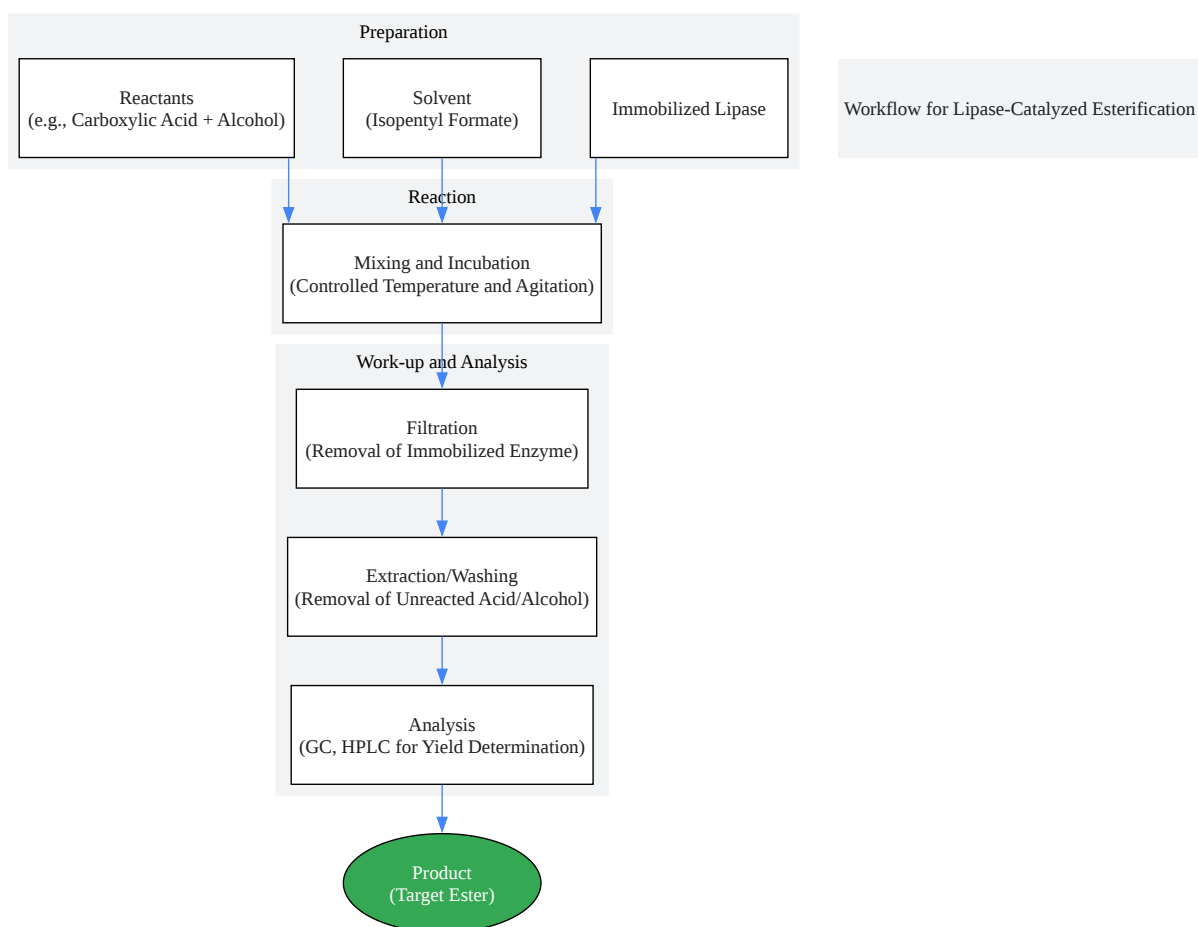 Preparation
Reactants
(e.g., Carboxylic Acid + Alcohol)
Solvent
(Isopentyl Formate)
Immobilized Lipase
Workflow for Lipase-Catalyzed Esterification
Reaction
Mixing and Incubation
(Controlled Temperature and Agitation)
Work-up and Analysis
Filtration
(Removal of Immobilized Enzyme)
Extraction/Washing
(Removal of Unreacted Acid/Alcohol)
Analysis
(GC, HPLC for Yield Determination)
Product
(Target Ester)